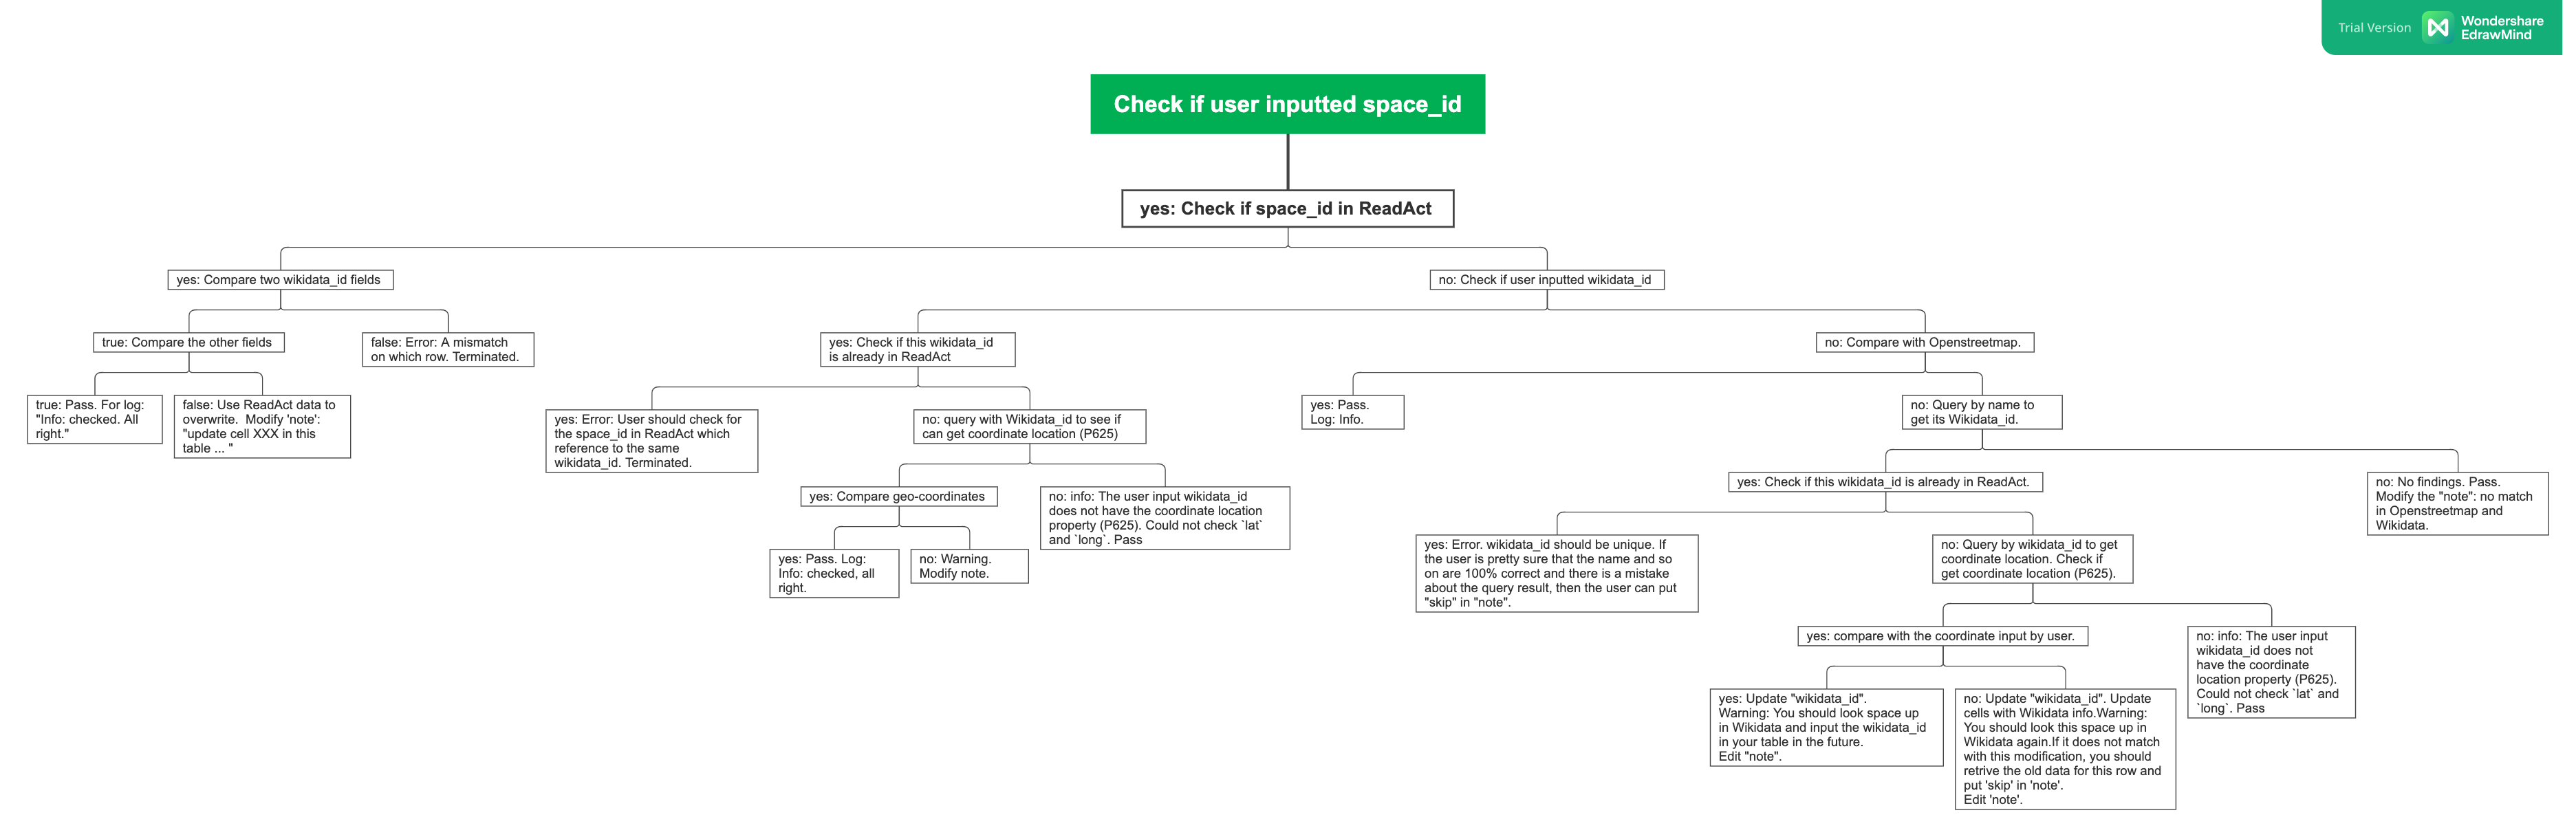 Trial Version
Wondershare
EdrawMind
Check if user inputted space_id
yes: Check if space_id in ReadAct
yes: Compare two wikidata_id fields
no: Check if user inputted wikidata_id
true: Compare the other fields
false: Error: A mismatch
on which row. Terminated.
yes: Check if this wikidata_id
is already in ReadAct
no: Compare with Openstreetmap.
true: Pass. For log:
"Info: checked. All
right."
false: Use ReadAct data to
overwrite.  Modify 'note':
"update cell XXX in this
table ... "
yes: Error: User should check for
the space_id in ReadAct which
reference to the same
wikidata_id. Terminated.
no: query with Wikidata_id to see if
can get coordinate location (P625)
yes: Pass.
Log: Info.
no: Query by name to
get its Wikidata_id.
yes: Compare geo-coordinates
no: info: The user input wikidata_id
does not have the coordinate location
property (P625). Could not check `lat`
and `long`. Pass
yes: Check if this wikidata_id is already in ReadAct.
no: No findings. Pass.
Modify the "note": no match
in Openstreetmap and
Wikidata.
yes: Pass. Log:
Info: checked, all
right.
no: Warning.
Modify note.
yes: Error. wikidata_id should be unique. If
the user is pretty sure that the name and so
on are 100% correct and there is a mistake
about the query result, then the user can put
"skip" in "note".
no: Query by wikidata_id to get
coordinate location. Check if
get coordinate location (P625).
yes: compare with the coordinate input by user.
no: info: The user input
wikidata_id does not
have the coordinate
location property (P625).
Could not check `lat` and
`long`. Pass
yes: Update "wikidata_id".
Warning: You should look space up
in Wikidata and input the wikidata_id
in your table in the future.
Edit "note".
no: Update "wikidata_id". Update
cells with Wikidata info.Warning:
You should look this space up in
Wikidata again.If it does not match
with this modification, you should
retrive the old data for this row and
put 'skip' in 'note'.
Edit 'note'.